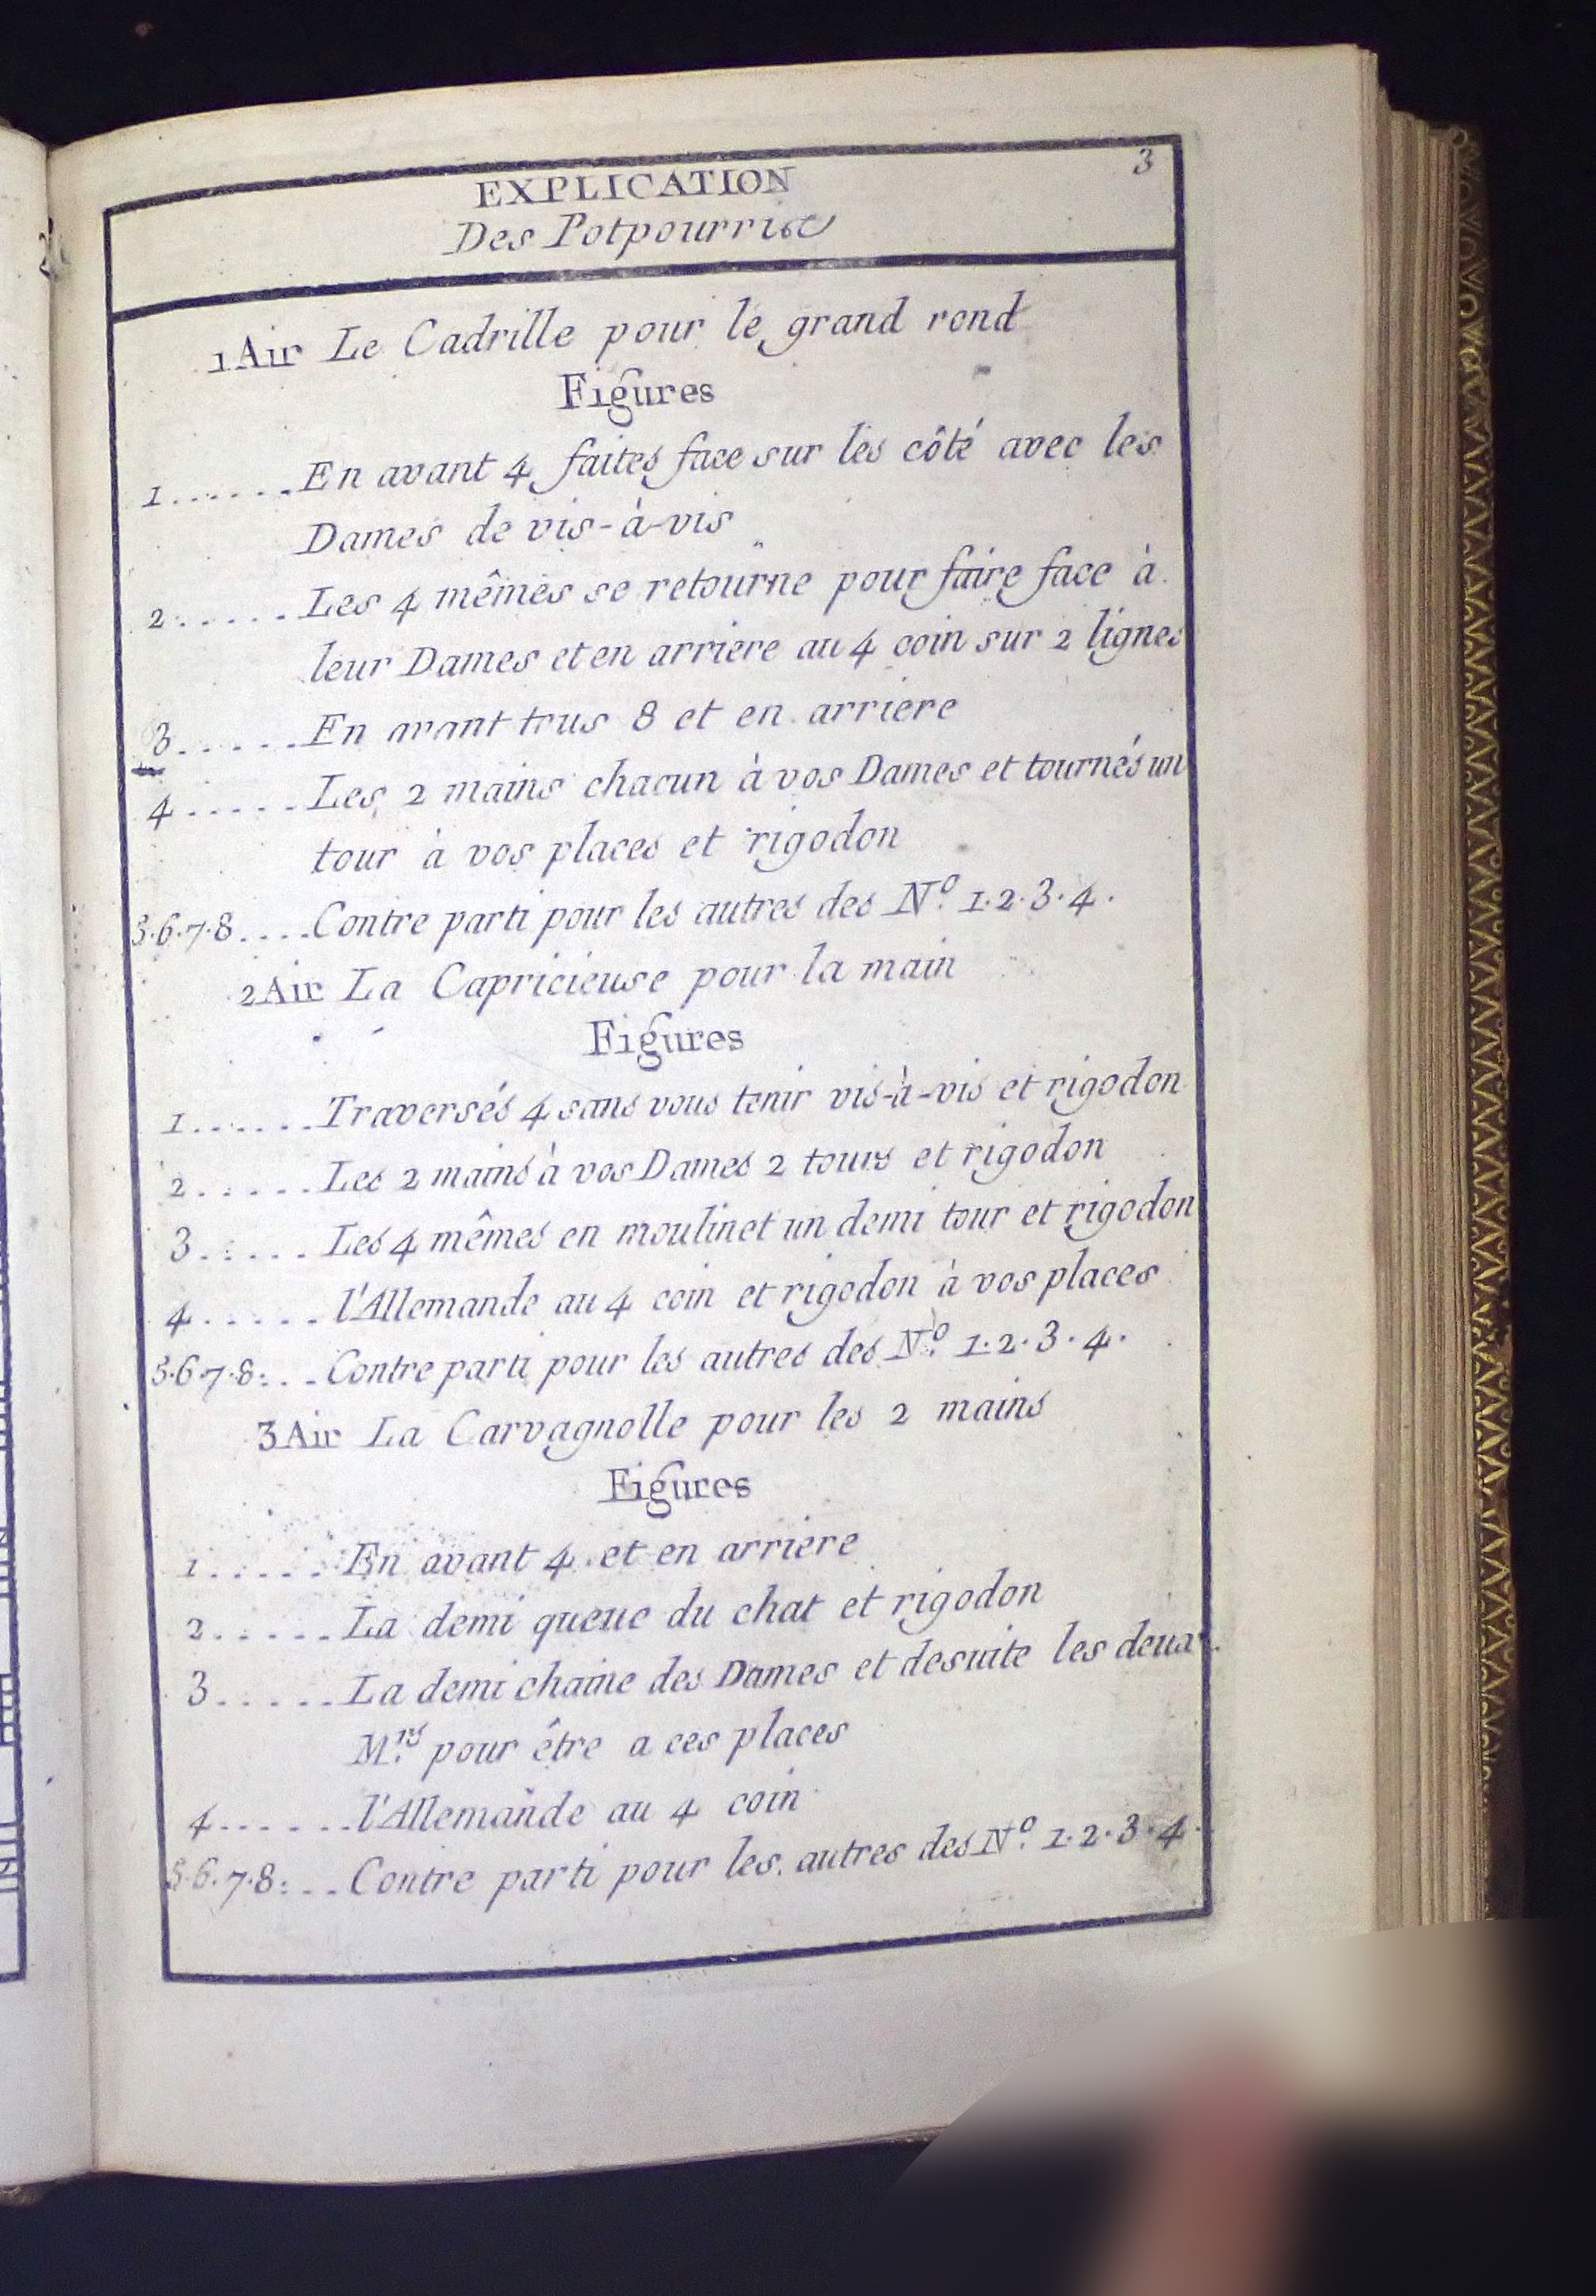 3
EXPLICATION
Des Potpourris
1 Air Le Cadrille pour le grand rond
Figures
1......En avant 4 faites face sur les côté avec les
Dames de vis-à-vis
2......Les 4 mêmes se retourne pour faire face à
leur Dames et en arriere au 4 coin sur 2 lignes
3......En avant tous 8 et en arriere
4......Les 2 mains chacun à vos Dames et tournés un
tour à vos places et rigodon
5.6.7.8....Contre parti pour les autres des No. 1.2.3.4.
2 Air La Capricieuse pour la main
Figures
1......Traversés 4 sans vous tenir vis-à-vis et rigodon
2......Les 2 mains à vos Dames 2 tours et rigodon
3......Les 4 mêmes en moulinet un demi tour et rigodon
4......l'Allemande au 4 coin et rigodon à vos places
5.6.7.8....Contre parti pour les autres des No. 1.2.3.4.
3 Air La Carvagnolle pour les 2 mains
Figures
1......En avant 4 et en arriere
2......La demi queue du chat et rigodon
3......La demi chaine des Dames et desuite les deux
Mrs. pour être a ces places
4......l'Allemande au 4 coin
5.6.7.8....Contre parti pour les autres des No. 1.2.3.4.